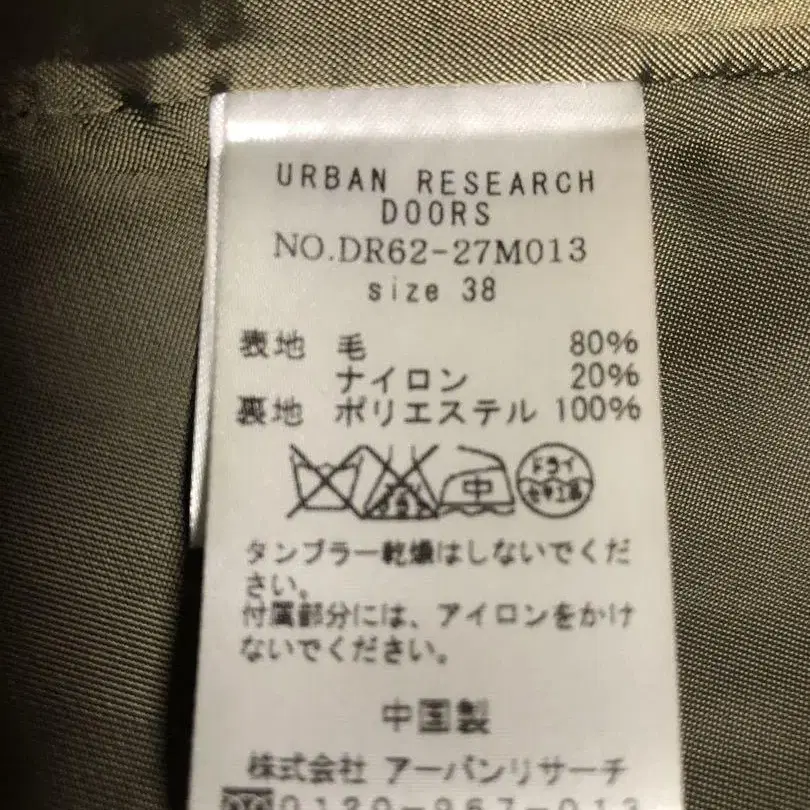 URBAN RESEARCH
DOORS
NO.DR62-27M013
size 38
表地 毛 80%
ナイロン 20%
裏地 ポリエステル 100%
中 ドライ
タンブラー乾燥はしないでくだ
さい。
付属部分には、アイロンをかけ
ないでください。
中国製
株式会社 アーバンリサーチ
0120-967-013